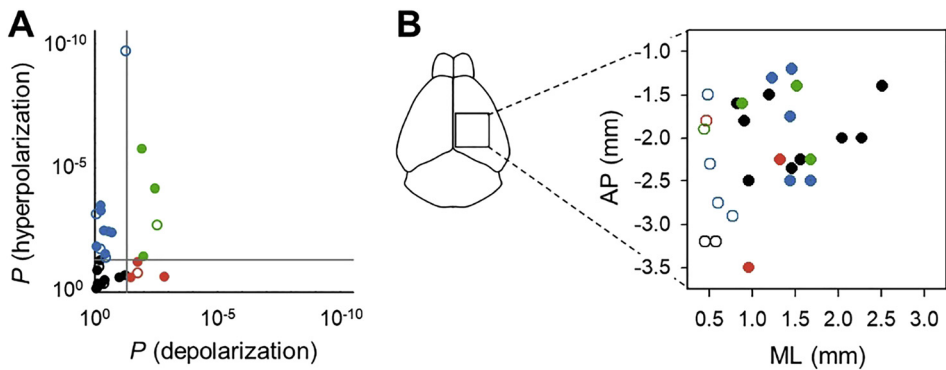 A
B
P (hyperpolarization)
10⁻¹⁰
10⁻⁵
10⁰
10⁰
10⁻⁵
10⁻¹⁰
P (depolarization)
AP (mm)
-1.0
-1.5
-2.0
-2.5
-3.0
-3.5
0.5 1.0 1.5 2.0 2.5 3.0
ML (mm)